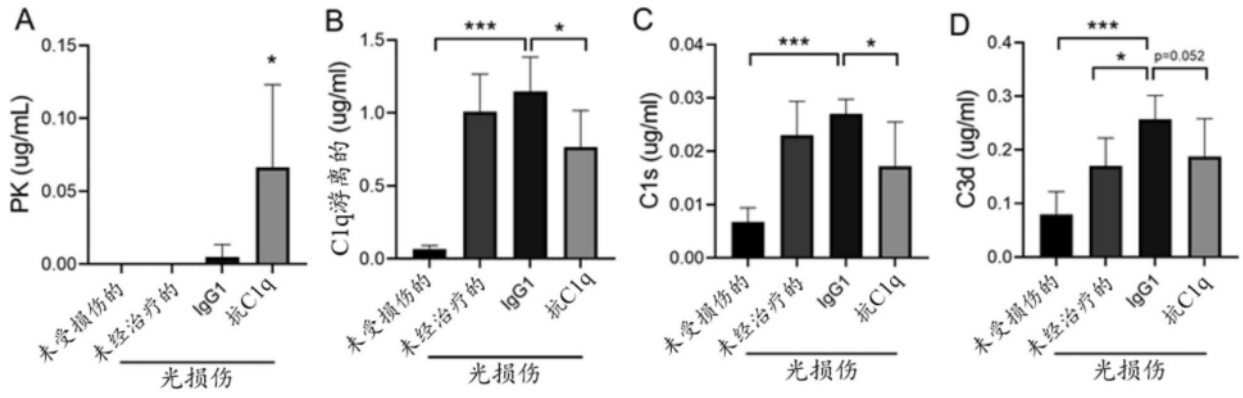 A
PK (ug/mL)
0.15
0.10
0.05
0.00
*
未受损伤的
未经治疗的
IgG1
抗C1q
光损伤
B
C1q游离的 (ug/ml)
1.5
1.0
0.5
0.0
***
*
未受损伤的
未经治疗的
IgG1
抗C1q
光损伤
C
C1s (ug/ml)
0.04
0.03
0.02
0.01
0.00
***
*
未受损伤的
未经治疗的
IgG1
抗C1q
光损伤
D
C3d (ug/ml)
0.4
0.3
0.2
0.1
0.0
***
*
p=0.052
未受损伤的
未经治疗的
IgG1
抗C1q
光损伤